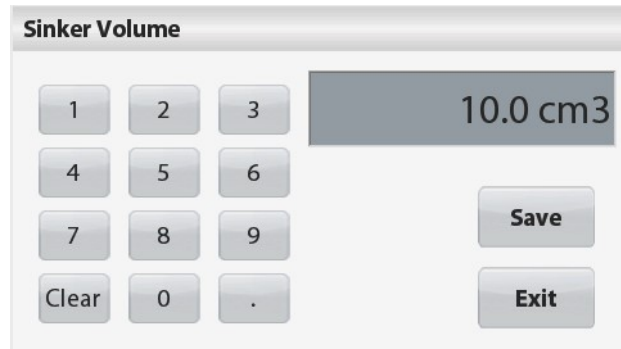 Sinker Volume
1 2 3 10.0 cm3
4 5 6
Save
7 8 9
Clear 0 . Exit